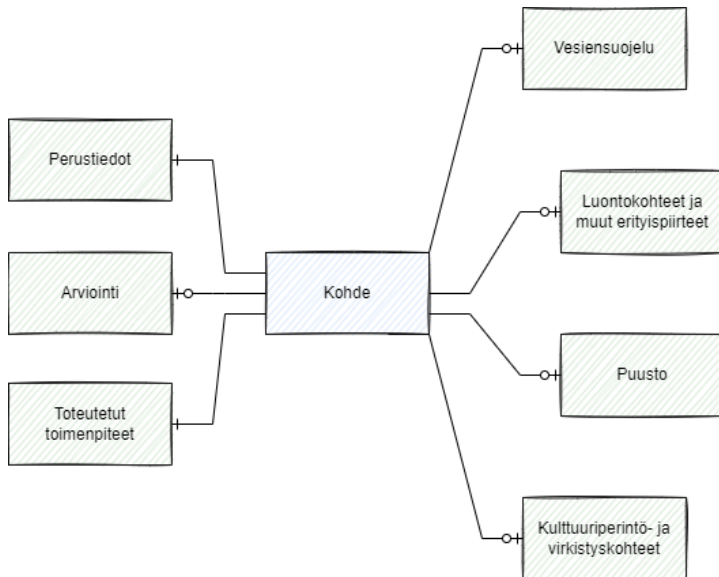 Vesiensuojelu
Perustiedot
Luontokohteet ja
muut erityispiirteet
Arviointi
Kohde
Puusto
Toteutetut
toimenpiteet
Kulttuuriperintö- ja
virkistyskohteet